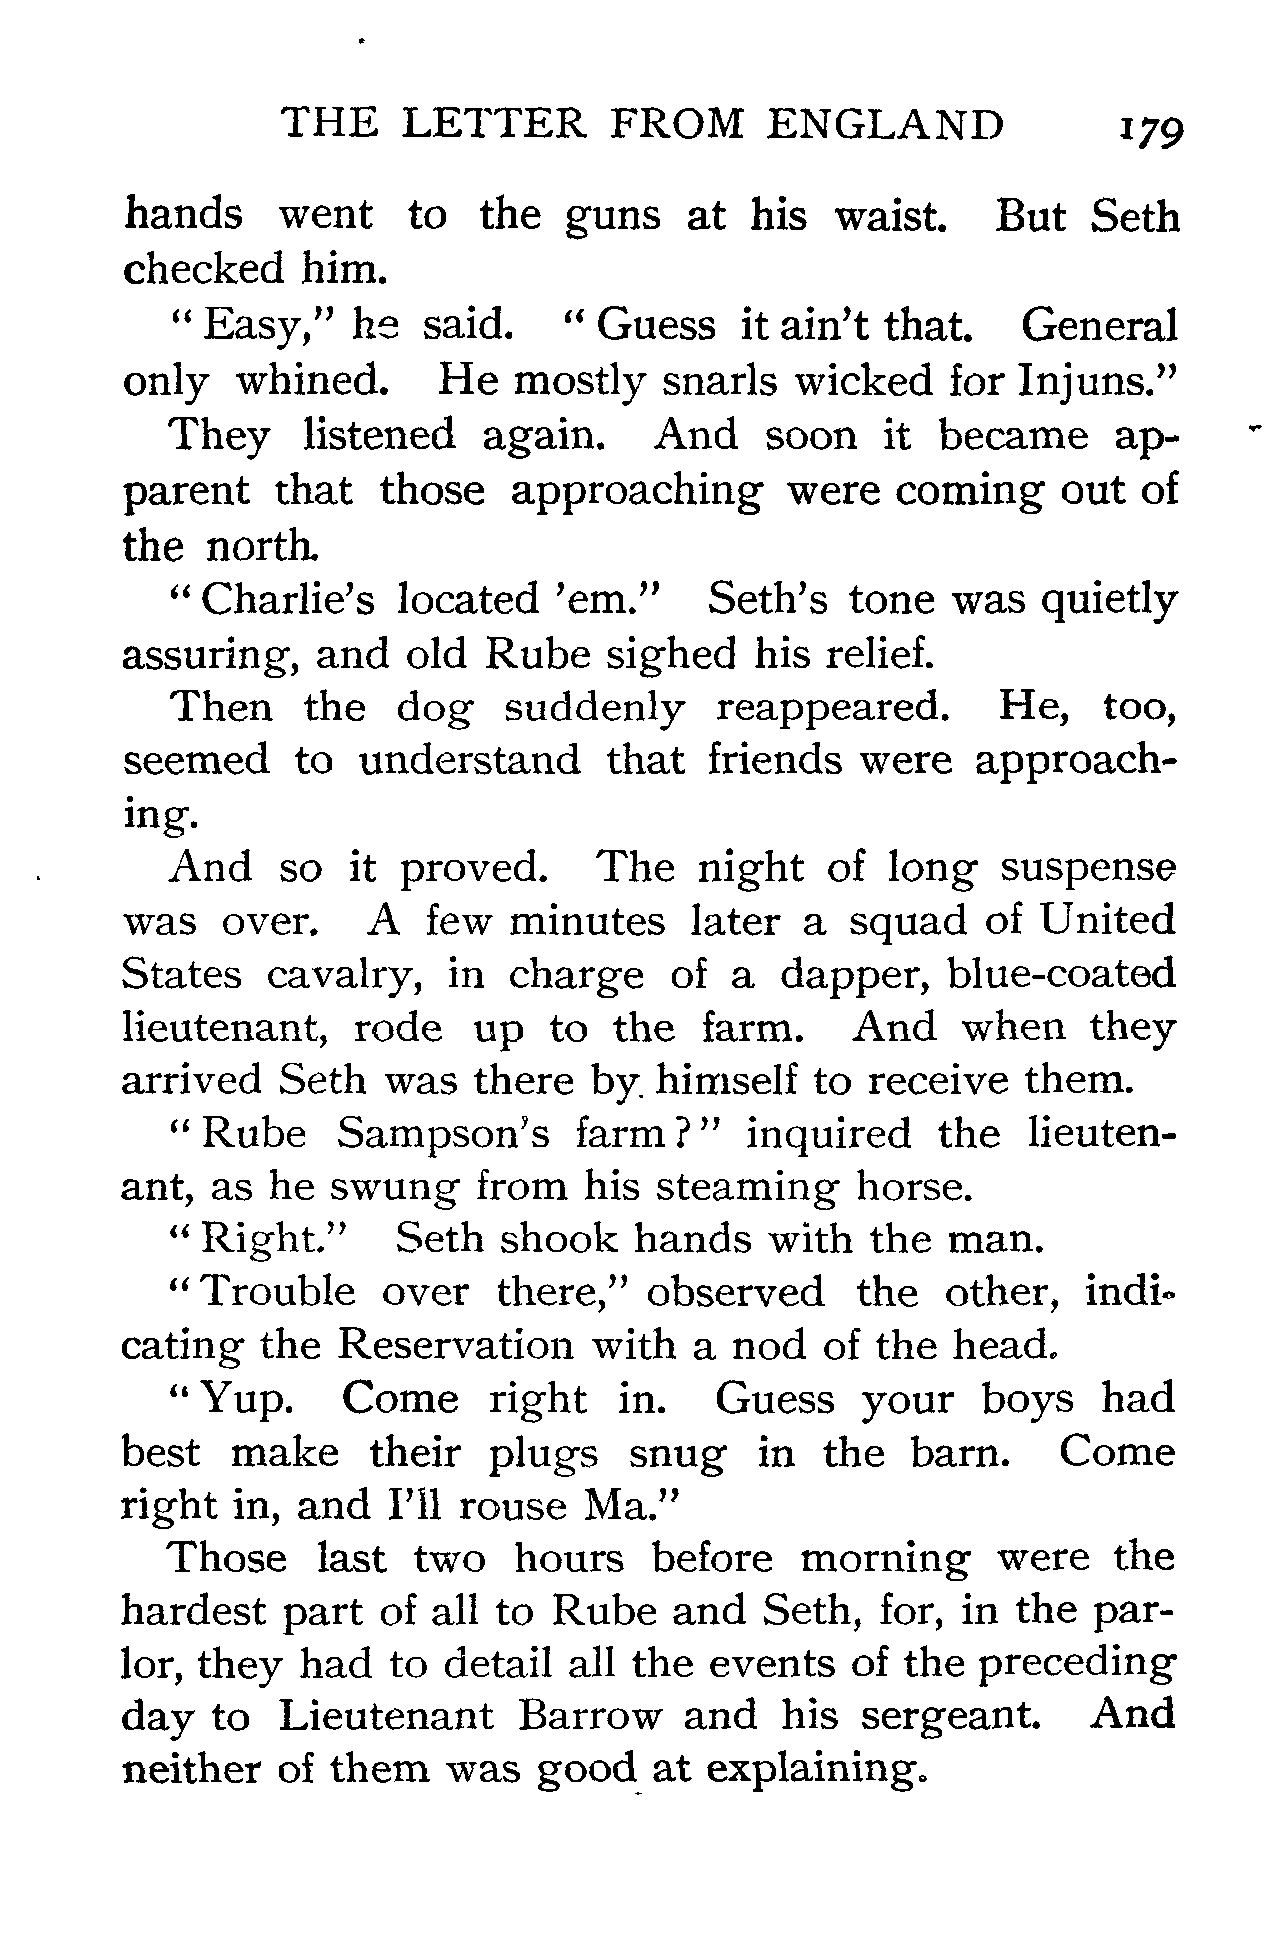 THE LETTER FROM ENGLAND 179
hands went to the guns at his waist. But Seth
checked him.
" Easy," he said. " Guess it ain't that. General
only whined. He mostly snarls wicked for Injuns."
They listened again. And soon it became ap-
parent that those approaching were coming out of
the north.
" Charlie's located 'em." Seth's tone was quietly
assuring, and old Rube sighed his relief.
Then the dog suddenly reappeared. He, too,
seemed to understand that friends were approach-
ing.
And so it proved. The night of long suspense
was over. A few minutes later a squad of United
States cavalry, in charge of a dapper, blue-coated
lieutenant, rode up to the farm. And when they
arrived Seth was there by himself to receive them.
" Rube Sampson's farm ? " inquired the lieuten-
ant, as he swung from his steaming horse.
" Right." Seth shook hands with the man.
" Trouble over there," observed the other, indi-
cating the Reservation with a nod of the head.
" Yup. Come right in. Guess your boys had
best make their plugs snug in the barn. Come
right in, and I'll rouse Ma."
Those last two hours before morning were the
hardest part of all to Rube and Seth, for, in the par-
lor, they had to detail all the events of the preceding
day to Lieutenant Barrow and his sergeant. And
neither of them was good at explaining.